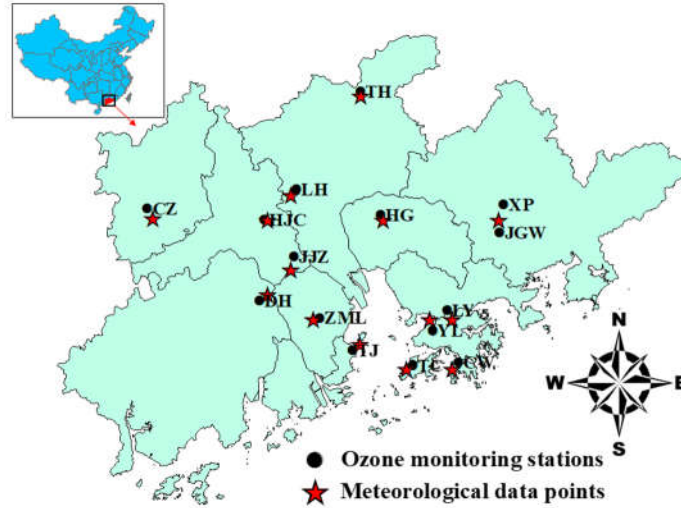 TH
LH
CZ
HJC
HG
XP
JGW
JJZ
DH
ZML
LY
YL
TJ
TC
CW
N
W
E
S
Ozone monitoring stations
Meteorological data points